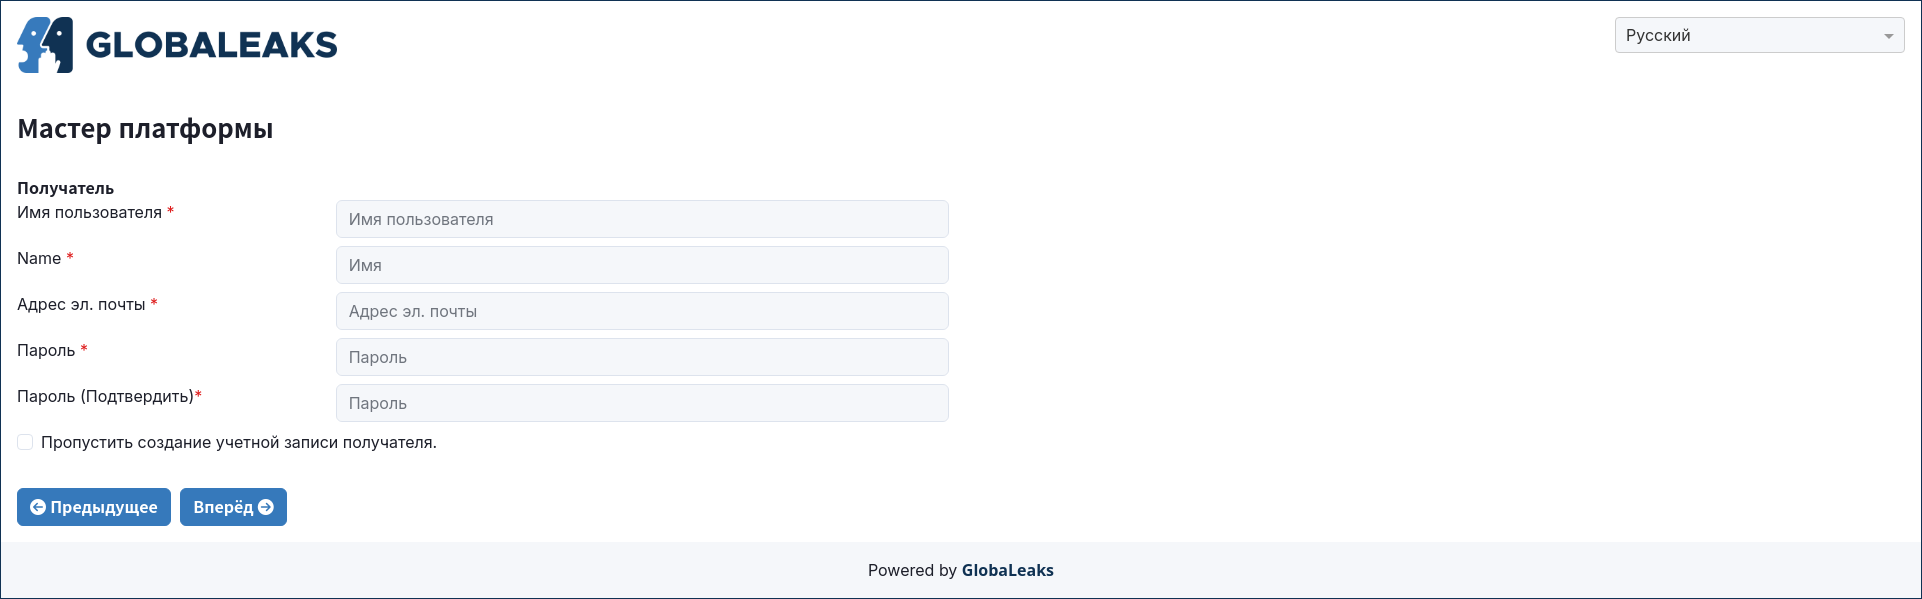 GLOBALEAKS
Русский
Мастер платформы
Получатель
Имя пользователя *
Имя пользователя
Name *
Имя
Адрес эл. почты *
Адрес эл. почты
Пароль *
Пароль
Пароль (Подтвердить)*
Пароль
Пропустить создание учетной записи получателя.
Предыдущее
Вперёд
Powered by GlobaLeaks